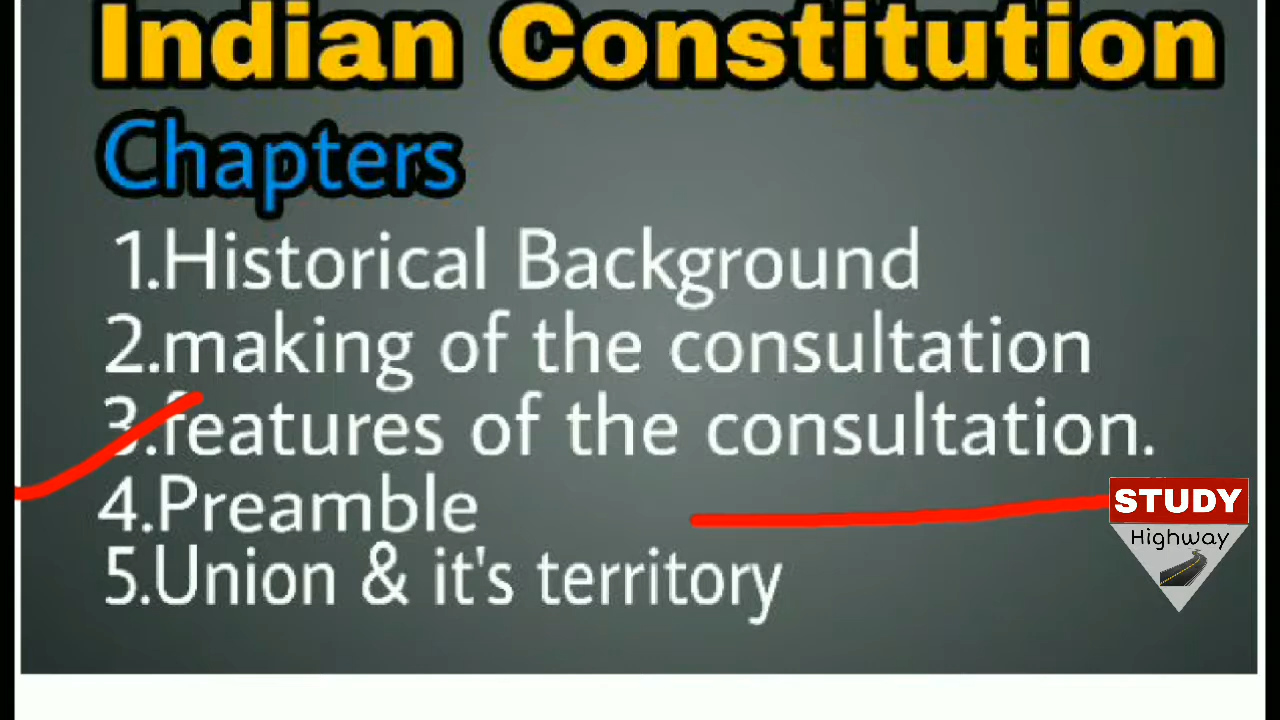 Indian Constitution
Chapters
1.Historical Background
2.making of the consultation
3.features of the consultation.
4.Preamble
5.Union & it's territory
STUDY
Highway